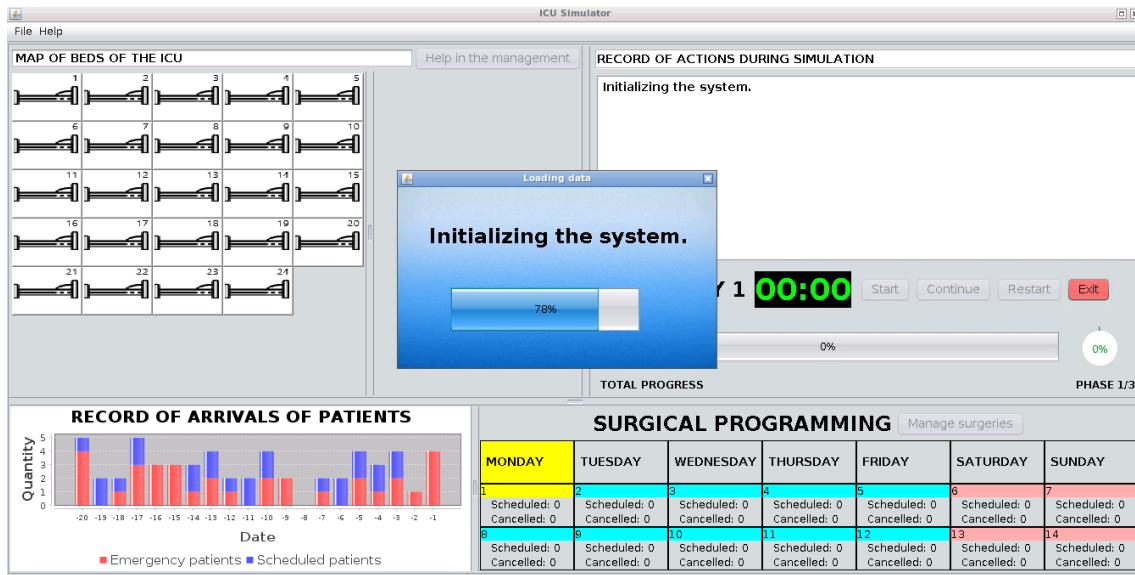 ICU Simulator
File Help
MAP OF BEDS OF THE ICU
Help in the management
1 2 3 4 5
6 7 8 9 10
11 12 13 14 15
16 17 18 19 20
21 22 23 24
RECORD OF ACTIONS DURING SIMULATION
Initializing the system.
Loading data
Initializing the system.
78%
Y 1 00:00 Start Continue Restart Exit
0% 0%
TOTAL PROGRESS PHASE 1/3
RECORD OF ARRIVALS OF PATIENTS
Quantity
5
4
3
2
1
0
-20 -19 -18 -17 -16 -15 -14 -13 -12 -11 -10 -9 -8 -7 -6 -5 -4 -3 -2 -1
Date
Emergency patients Scheduled patients
SURGICAL PROGRAMMING Manage surgeries
MONDAY TUESDAY WEDNESDAY THURSDAY FRIDAY SATURDAY SUNDAY
1 2 3 4 5 6 7
Scheduled: 0 Scheduled: 0 Scheduled: 0 Scheduled: 0 Scheduled: 0 Scheduled: 0 Scheduled: 0
Cancelled: 0 Cancelled: 0 Cancelled: 0 Cancelled: 0 Cancelled: 0 Cancelled: 0 Cancelled: 0
8 9 10 11 12 13 14
Scheduled: 0 Scheduled: 0 Scheduled: 0 Scheduled: 0 Scheduled: 0 Scheduled: 0 Scheduled: 0
Cancelled: 0 Cancelled: 0 Cancelled: 0 Cancelled: 0 Cancelled: 0 Cancelled: 0 Cancelled: 0